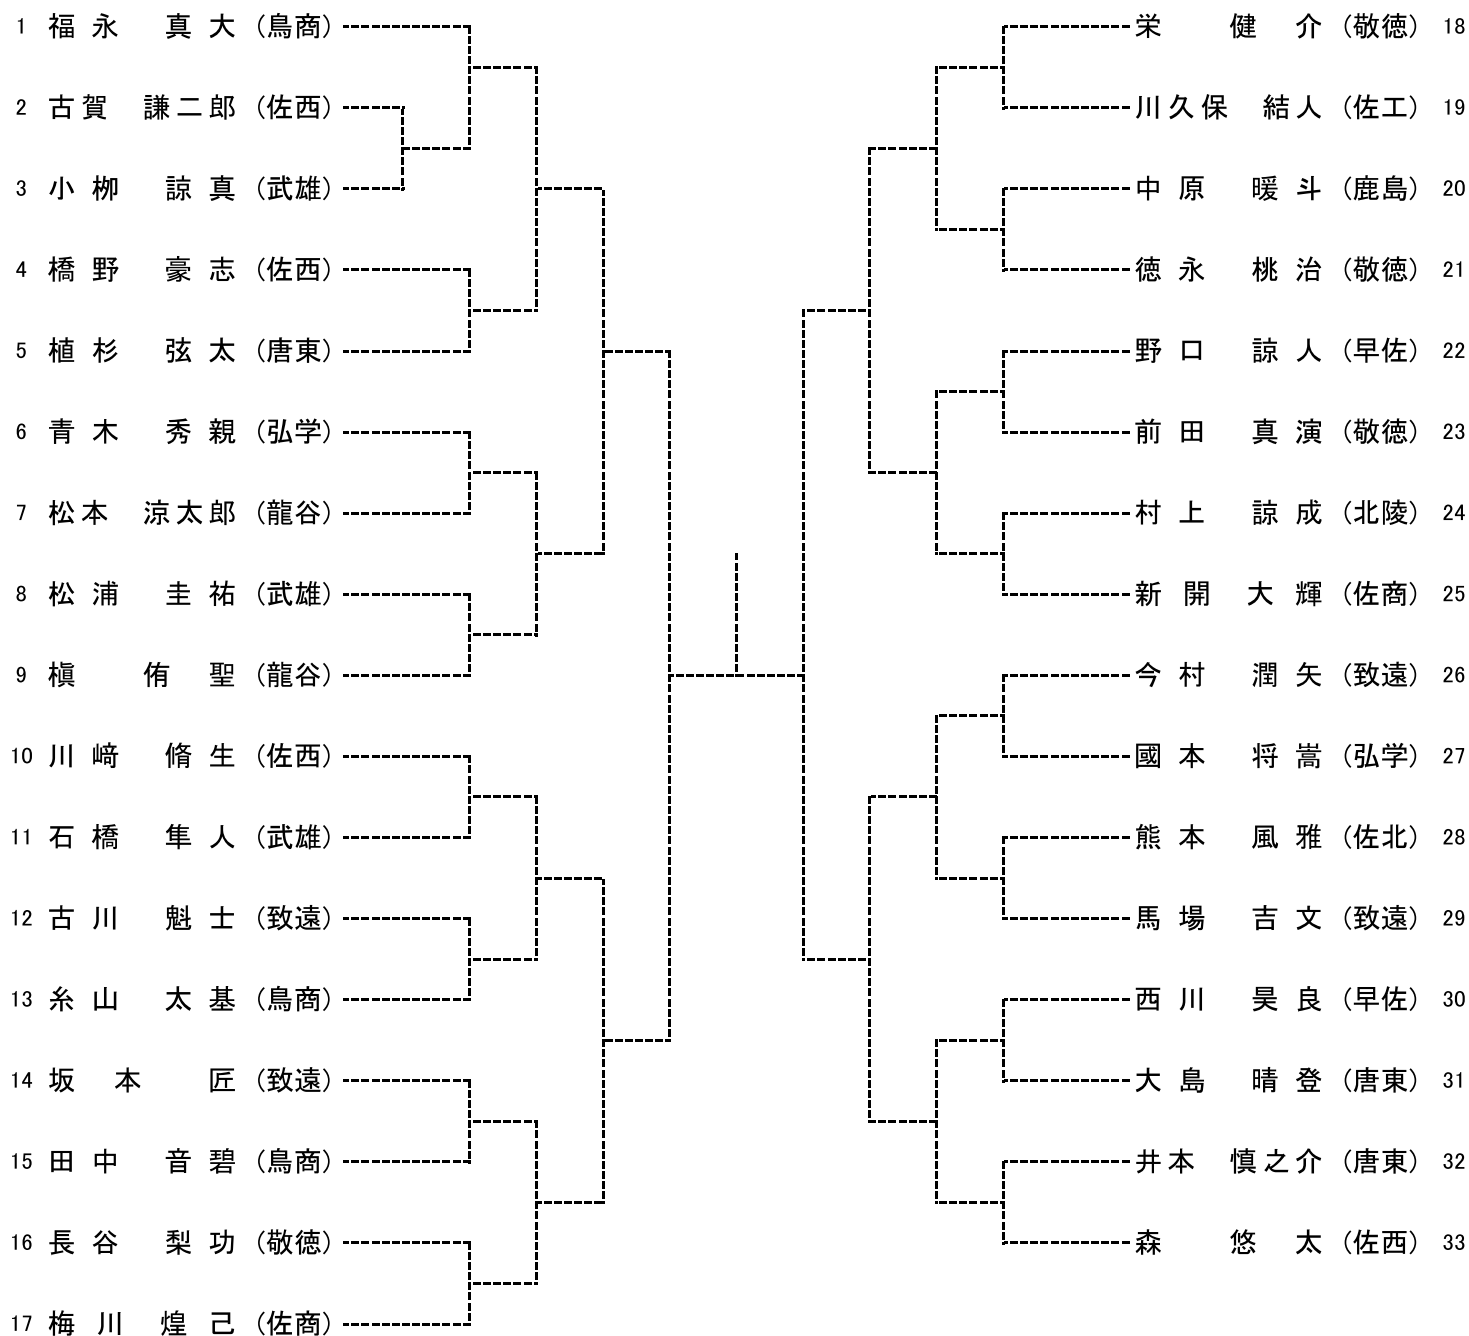 1 福永 真大 (鳥商)
2 古賀 謙二郎 (佐西)
3 小栁 諒真 (武雄)
4 橋野 豪志 (佐西)
5 植杉 弦太 (唐東)
6 青木 秀親 (弘学)
7 松本 涼太郎 (龍谷)
8 松浦 圭祐 (武雄)
9 槇 侑聖 (龍谷)
10 川﨑 脩生 (佐西)
11 石橋 隼人 (武雄)
12 古川 魁士 (致遠)
13 糸山 太基 (鳥商)
14 坂本 匠 (致遠)
15 田中 音碧 (鳥商)
16 長谷 梨功 (敬徳)
17 梅川 煌己 (佐商)
栄 健介 (敬徳) 18
川久保 結人 (佐工) 19
中原 暖斗 (鹿島) 20
徳永 桃治 (敬徳) 21
野口 諒人 (早佐) 22
前田 真演 (敬徳) 23
村上 諒成 (北陵) 24
新開 大輝 (佐商) 25
今村 潤矢 (致遠) 26
國本 将嵩 (弘学) 27
熊本 風雅 (佐北) 28
馬場 吉文 (致遠) 29
西川 昊良 (早佐) 30
大島 晴登 (唐東) 31
井本 慎之介 (唐東) 32
森 悠太 (佐西) 33